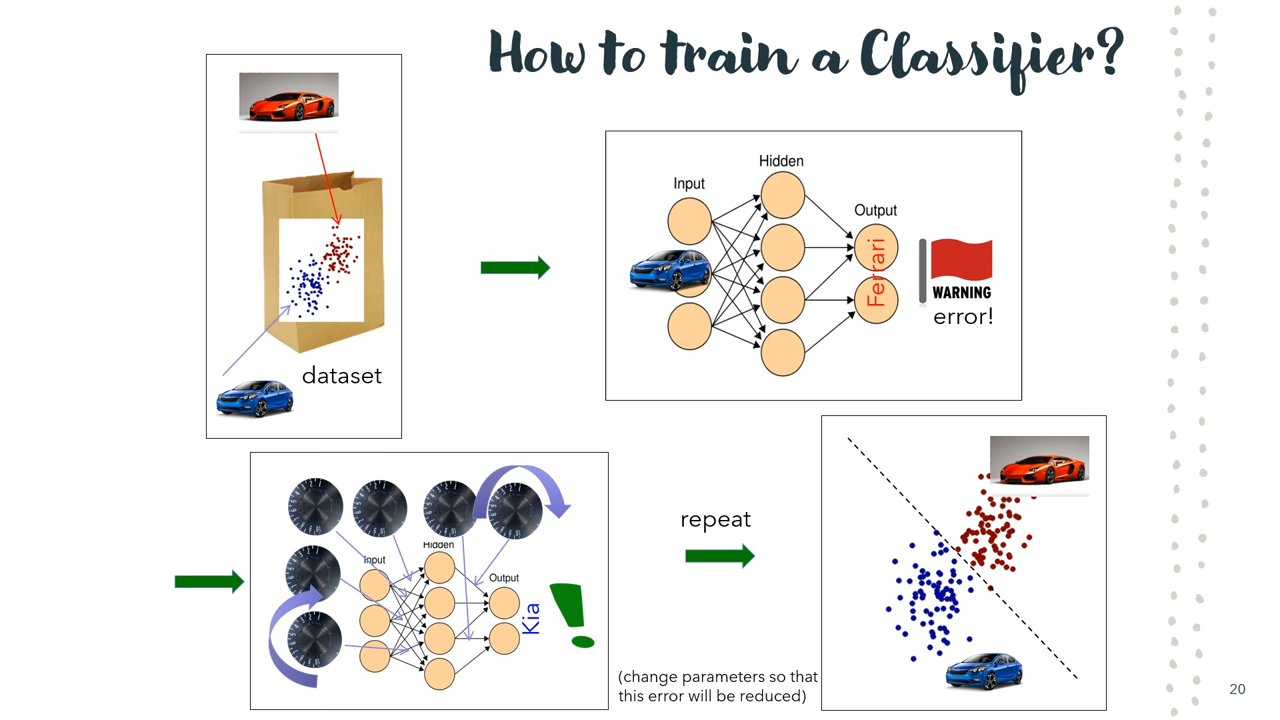 How to train a Classifier?
dataset
Input
Hidden
Output
Ferrari
WARNING
error!
Input
Hidden
Output
Kia
repeat
(change parameters so that
this error will be reduced)
20